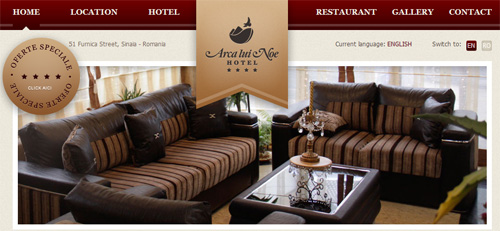 HOME LOCATION HOTEL RESTAURANT GALLERY CONTACT
Arca lui Noe
HOTEL
51 Furnica Street, Sinaia - Romania
Current language: ENGLISH Switch to: EN RO
OFERTE SPECIALE
CLICK AICI
OFERTE SPECIALE